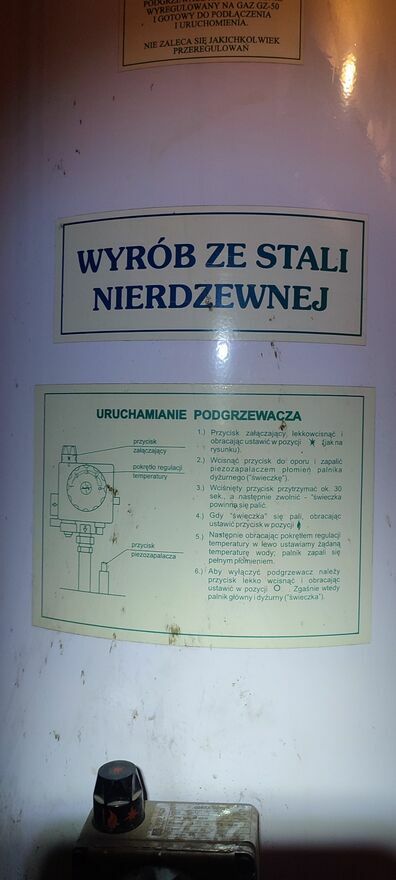 WYREGULOWANY NA GAZ GZ-50
I GOTOWY DO PODŁĄCZENIA
I URUCHOMIENIA.
NIE ZALECA SIĘ JAKICHKOLWIEK
PRZEREGULOWAŃ
WYRÓB ZE STALI
NIERDZEWNEJ
URUCHAMIANIE PODGRZEWACZA
przycisk
załączający
pokrętło regulacji
temperatury
przycisk
piezozapalacza
1.) Przycisk załączający, lekkowcisnąć i
obracając ustawić w pozycji (jak na
rysunku).
2.) Wcisnąć przycisk do oporu i zapalić
piezozapalaczem płomień palnika
dyżurnego ("świeczkę").
3.) Wciśnięty przycisk przytrzymać ok. 30
sek., a następnie zwolnić - "świeczka
powinna się palić.
4.) Gdy "świeczka" się pali, obracając
ustawić przycisk w pozycji
5.) Następnie obracając pokrętłem regulacji
temperatury w lewo ustawiamy żądaną
temperaturę wody; palnik zapali się
pełnym płomieniem.
6.) Aby wyłączyć podgrzewacz należy
przycisk lekko wcisnąć i obracając
ustawić w pozycji O . Zgaśnie wtedy
palnik główny i dyżurny ("świeczka").